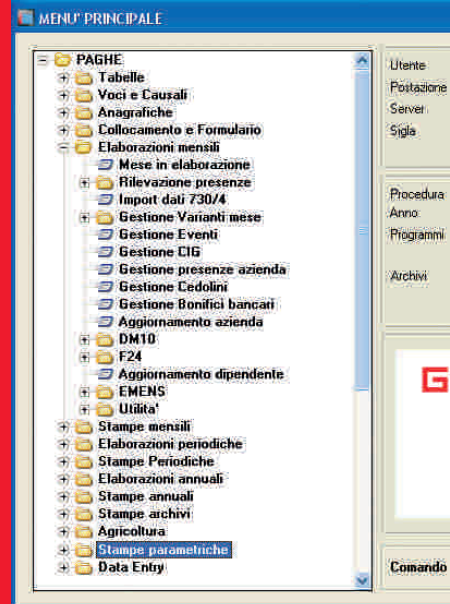 MENU' PRINCIPALE
PAGHE
Tabelle
Voci e Causali
Anagrafiche
Collocamento e Formulario
Elaborazioni mensili
Mese in elaborazione
Rilevazione presenze
Import dati 730/4
Gestione Varianti mese
Gestione Eventi
Gestione CIG
Gestione presenze azienda
Gestione Cedolini
Gestione Bonifici bancari
Aggiornamento azienda
DM10
F24
Aggiornamento dipendente
EMENS
Utilita'
Stampe mensili
Elaborazioni periodiche
Stampe Periodiche
Elaborazioni annuali
Stampe annuali
Stampe archivi
Agricoltura
Stampe parametriche
Data Entry
Utente
Postazione
Server
Sigla
Procedura
Anno
Programmi
Archivi
G
Comando